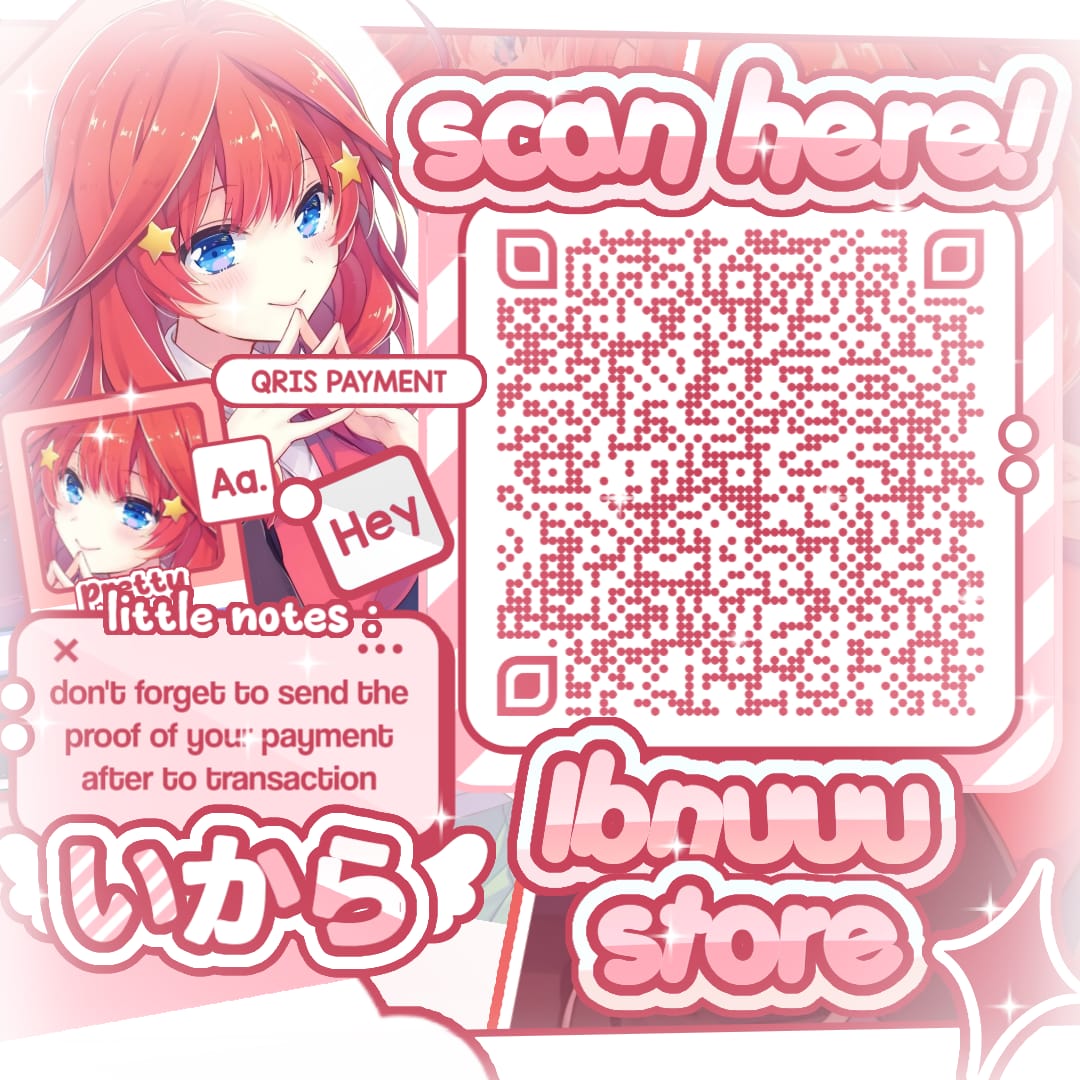 scan here!
QRIS PAYMENT
Aa.
Hey
pretty
little notes :
don't forget to send the
proof of your payment
after to transaction
いから
Ibnuuu
store